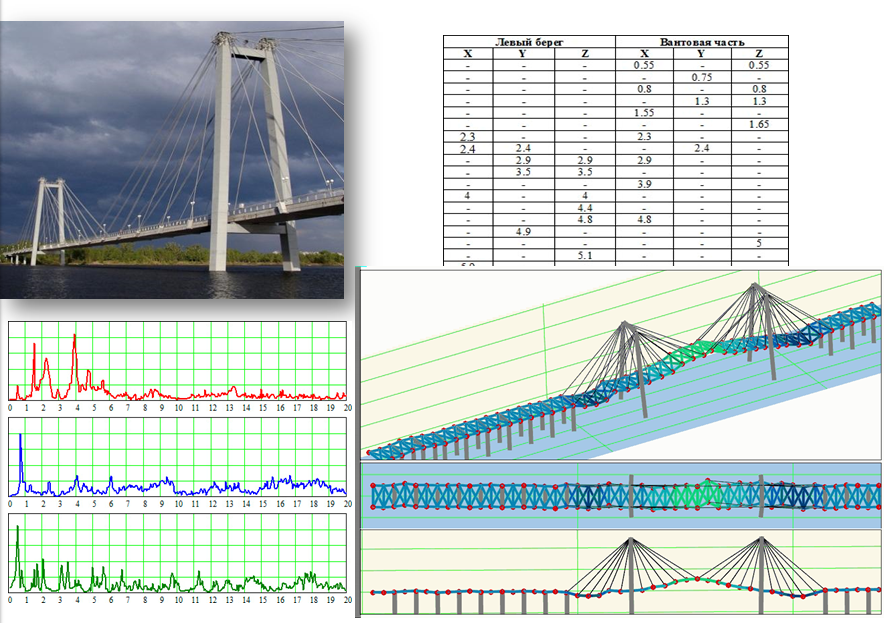 Левый берег Вантовая часть
X Y Z X Y Z
- - - 0.55 - 0.55
- - - - 0.75 -
- - - 0.8 - 0.8
- - - - 1.3 1.3
- - - 1.55 - -
- - - - - 1.65
2.3 - - 2.3 - -
2.4 2.4 - - 2.4 -
- 2.9 2.9 2.9 - -
- 3.5 3.5 - - -
- - - 3.9 - -
4 - 4 - - -
- - 4.4 - - -
- - 4.8 4.8 - -
- 4.9 - - - -
- - - - - 5
- - 5.1 - - -
0 1 2 3 4 5 6 7 8 9 10 11 12 13 14 15 16 17 18 19 20
0 1 2 3 4 5 6 7 8 9 10 11 12 13 14 15 16 17 18 19 20
0 1 2 3 4 5 6 7 8 9 10 11 12 13 14 15 16 17 18 19 20